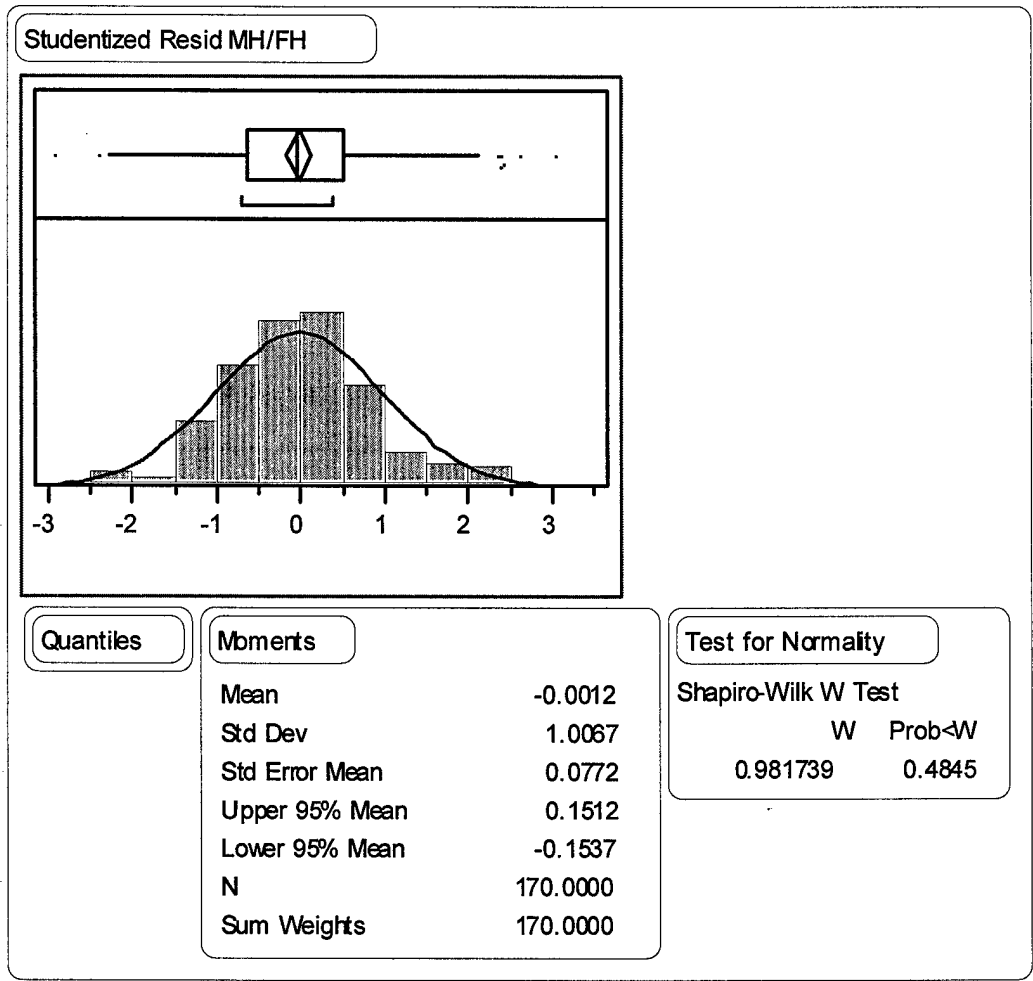 Studentized Resid MH/FH
-3 -2 -1 0 1 2 3
Quantiles
Moments
Mean -0.0012
Std Dev 1.0067
Std Error Mean 0.0772
Upper 95% Mean 0.1512
Lower 95% Mean -0.1537
N 170.0000
Sum Weights 170.0000
Test for Normality
Shapiro-Wilk W Test
W Prob<W
0.981739 0.4845